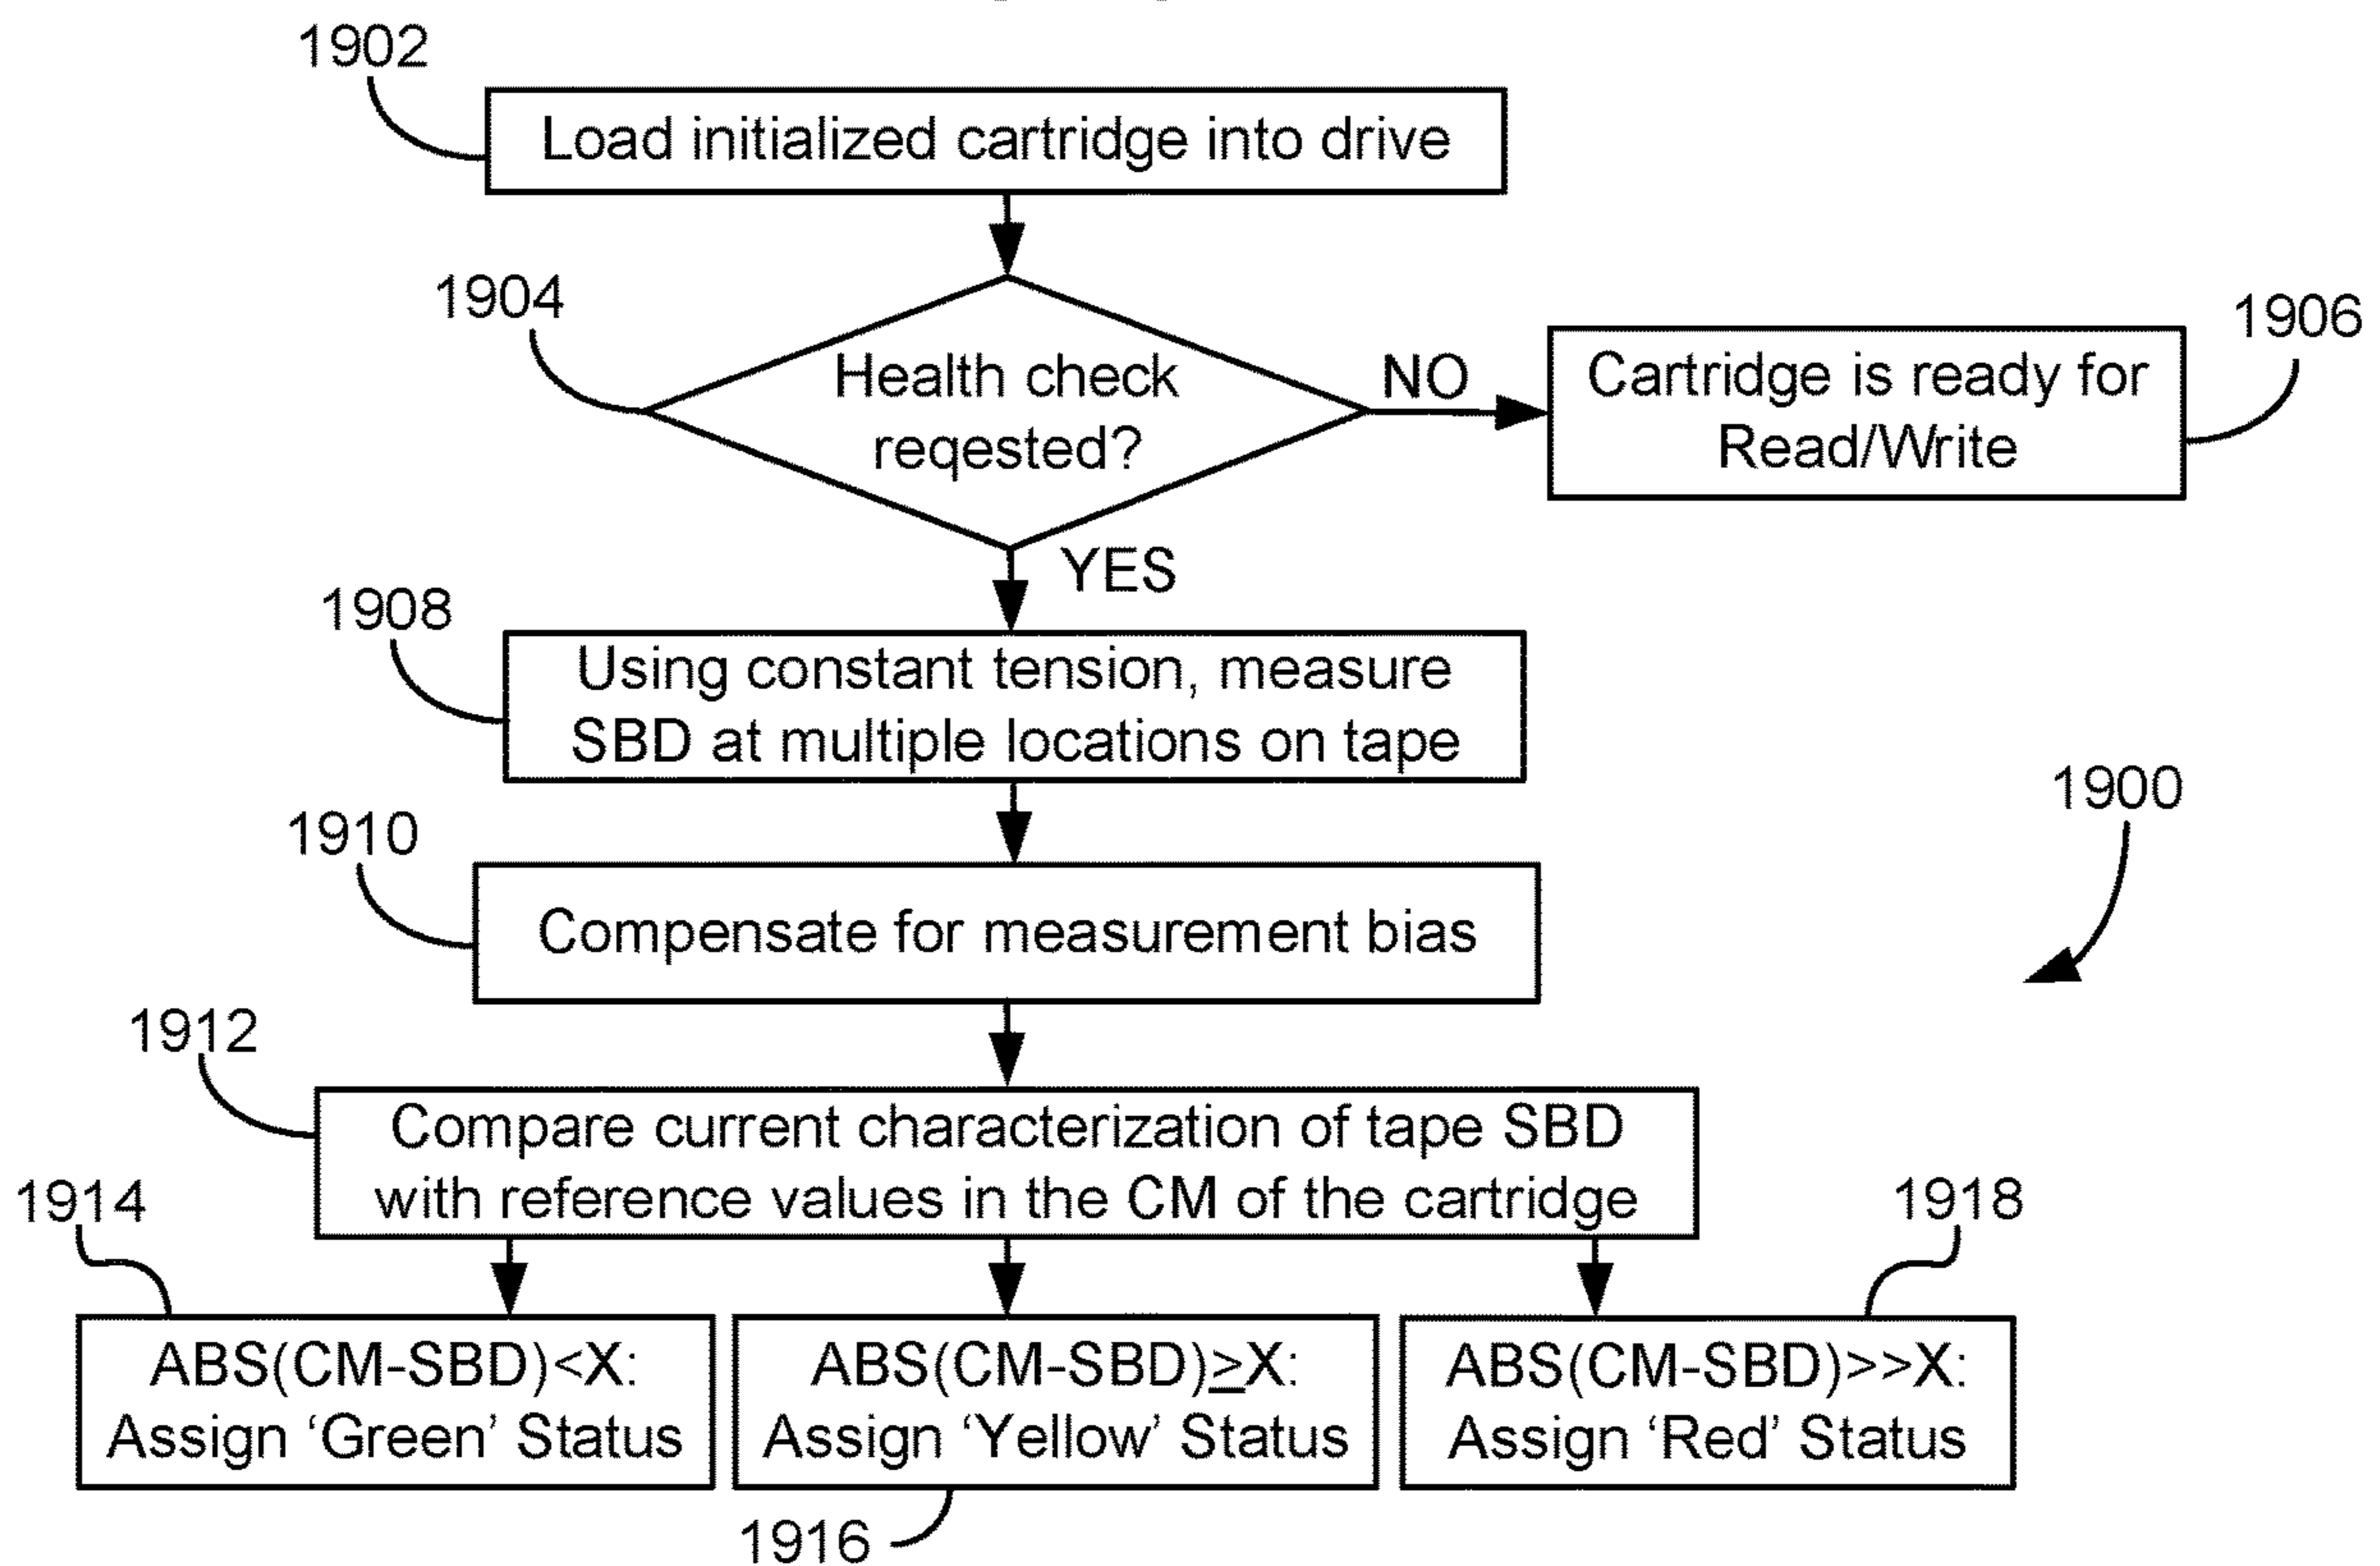 1902
Load initialized cartridge into drive
1904
Health check
reqested?
NO
1906
Cartridge is ready for
Read/Write
YES
1908
Using constant tension, measure
SBD at multiple locations on tape
1900
1910
Compensate for measurement bias
1912
Compare current characterization of tape SBD
with reference values in the CM of the cartridge
1914
1918
ABS(CM-SBD)<X:
Assign ‘Green’ Status
ABS(CM-SBD)≥X:
Assign ‘Yellow’ Status
ABS(CM-SBD)>>X:
Assign ‘Red’ Status
1916